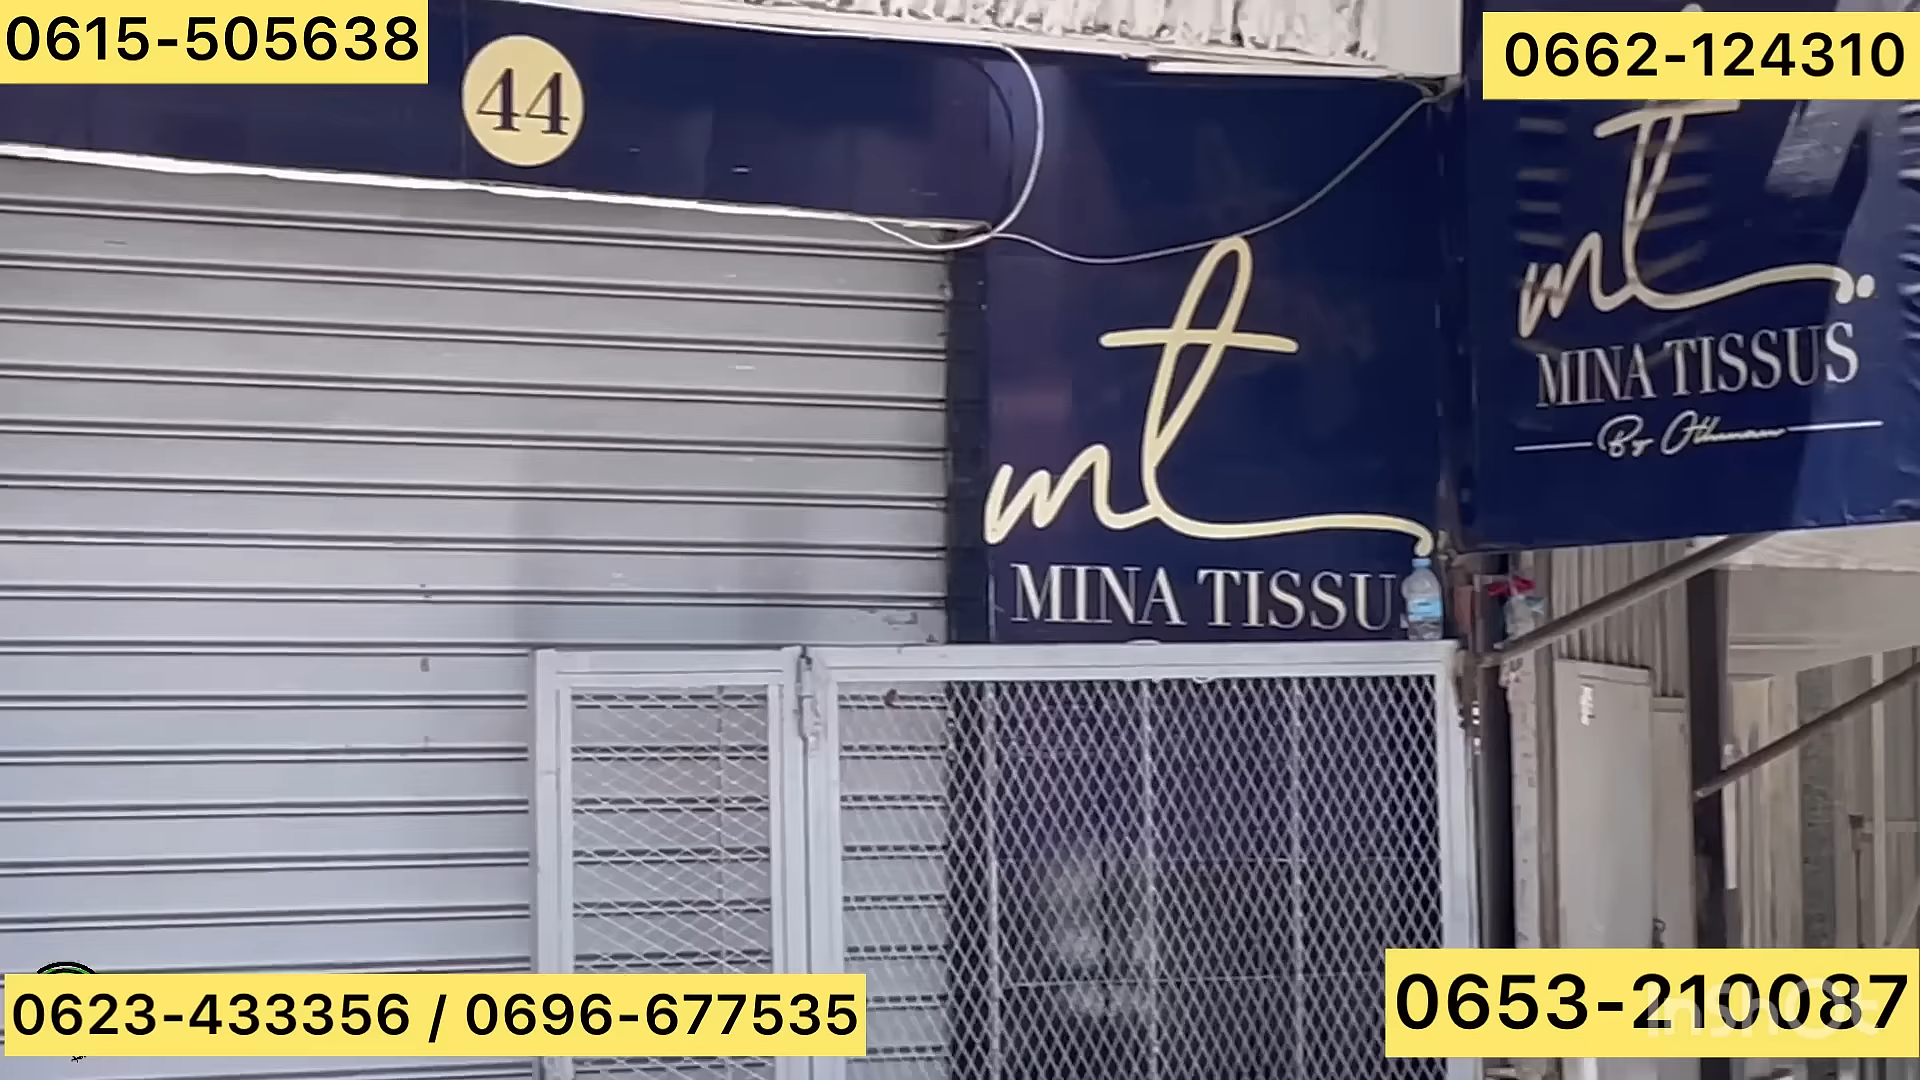 0615-505638
0662-124310
44
mt
MINA TISSUS
mt
MINA TISSUS
By Othman
0623-433356 / 0696-677535
0653-210087
InShot